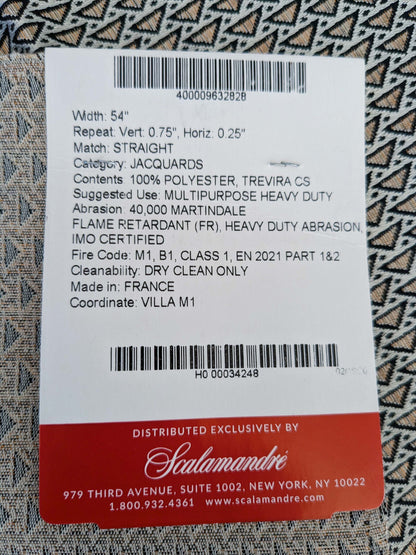 400009632828
Width: 54"
Repeat: Vert: 0.75", Horiz: 0.25"
Match: STRAIGHT
Category: JACQUARDS
Contents: 100% POLYESTER, TREVIRA CS
Suggested Use: MULTIPURPOSE HEAVY DUTY
Abrasion: 40,000 MARTINDALE
FLAME RETARDANT (FR), HEAVY DUTY ABRASION,
IMO CERTIFIED
Fire Code: M1, B1, CLASS 1, EN 2021 PART 1&2
Cleanability: DRY CLEAN ONLY
Made in: FRANCE
Coordinate: VILLA M1
H0 00034248
DISTRIBUTED EXCLUSIVELY BY
Scalamandré
979 THIRD AVENUE, SUITE 1002, NEW YORK, NY 10022
1.800.932.4361 www.scalamandre.com